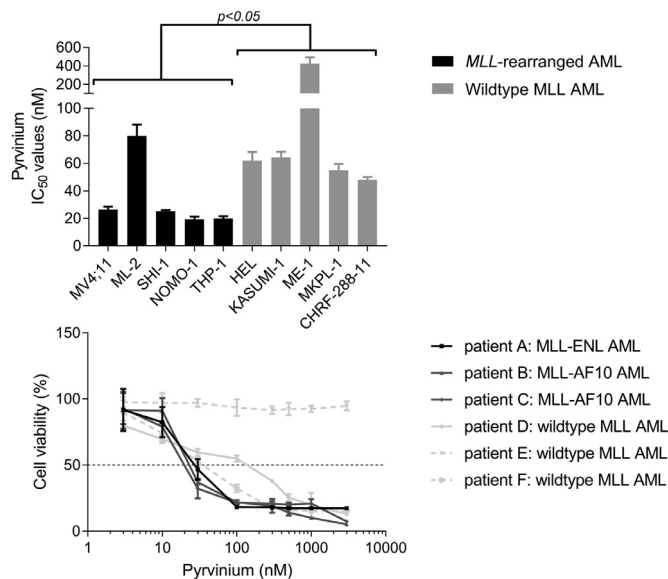 p<0.05
Pyrvinium
IC50 values (nM)
600
400
200
100
80
60
40
20
0
MV4;11
ML-2
SHI-1
NOMO-1
THP-1
HEL
KASUMI-1
ME-1
MKPL-1
CHRF-288-11
MLL-rearranged AML
Wildtype MLL AML
Cell viability (%)
150
100
50
0
1
10
100
1000
10000
Pyrvinium (nM)
patient A: MLL-ENL AML
patient B: MLL-AF10 AML
patient C: MLL-AF10 AML
patient D: wildtype MLL AML
patient E: wildtype MLL AML
patient F: wildtype MLL AML